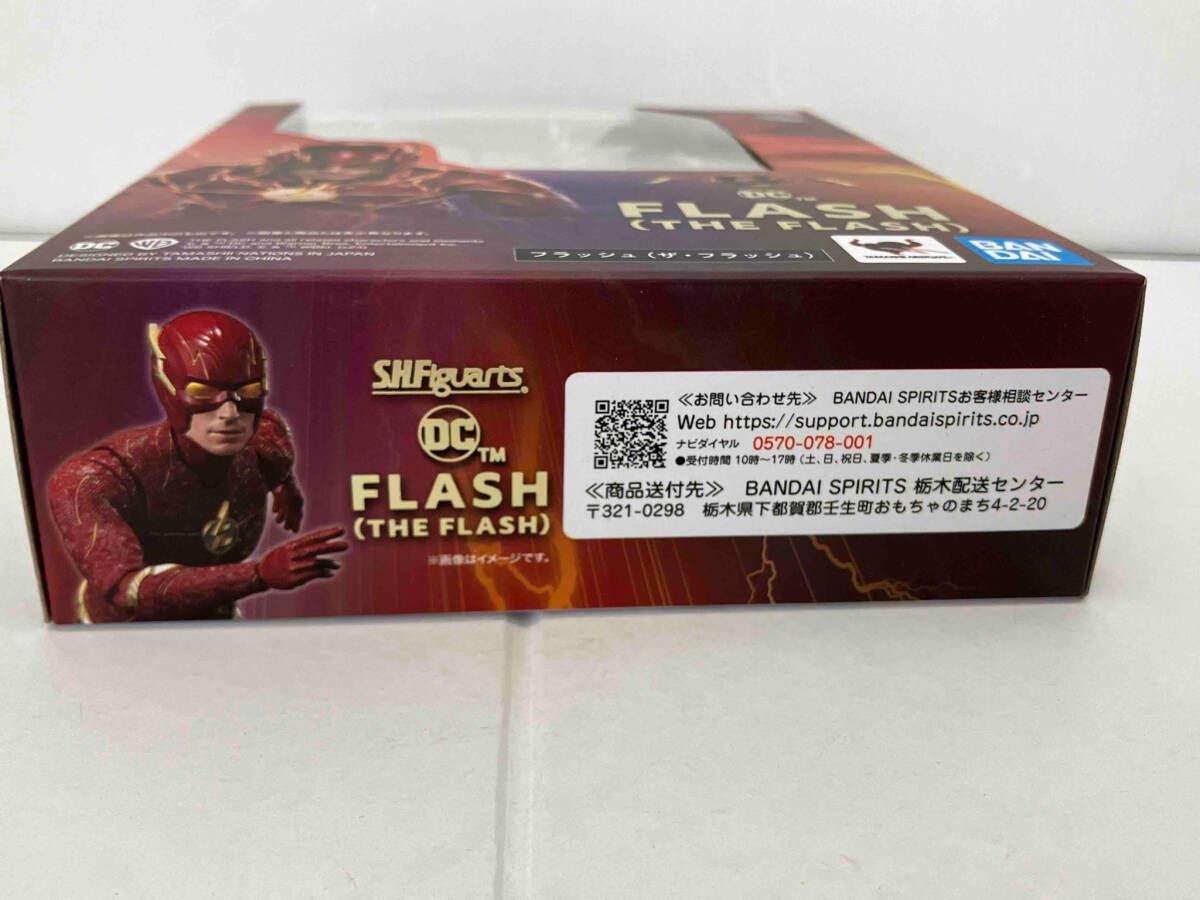 DC™
FLASH
(THE FLASH)
フラッシュ(ザ・フラッシュ)
BAN
DAI
DC WB
DESIGNED BY TAMASHII NATIONS IN JAPAN
BANDAI SPIRITS MADE IN CHINA
S.H.Figuarts
DC™
FLASH
(THE FLASH)
※画像はイメージです。
≪お問い合わせ先≫ BANDAI SPIRITSお客様相談センター
Web https://support.bandaispirits.co.jp
ナビダイヤル 0570-078-001
●受付時間 10時〜17時(土、日、祝日、夏季・冬季休業日を除く)
≪商品送付先≫ BANDAI SPIRITS 栃木配送センター
〒321-0298 栃木県下都賀郡壬生町おもちゃのまち4-2-20